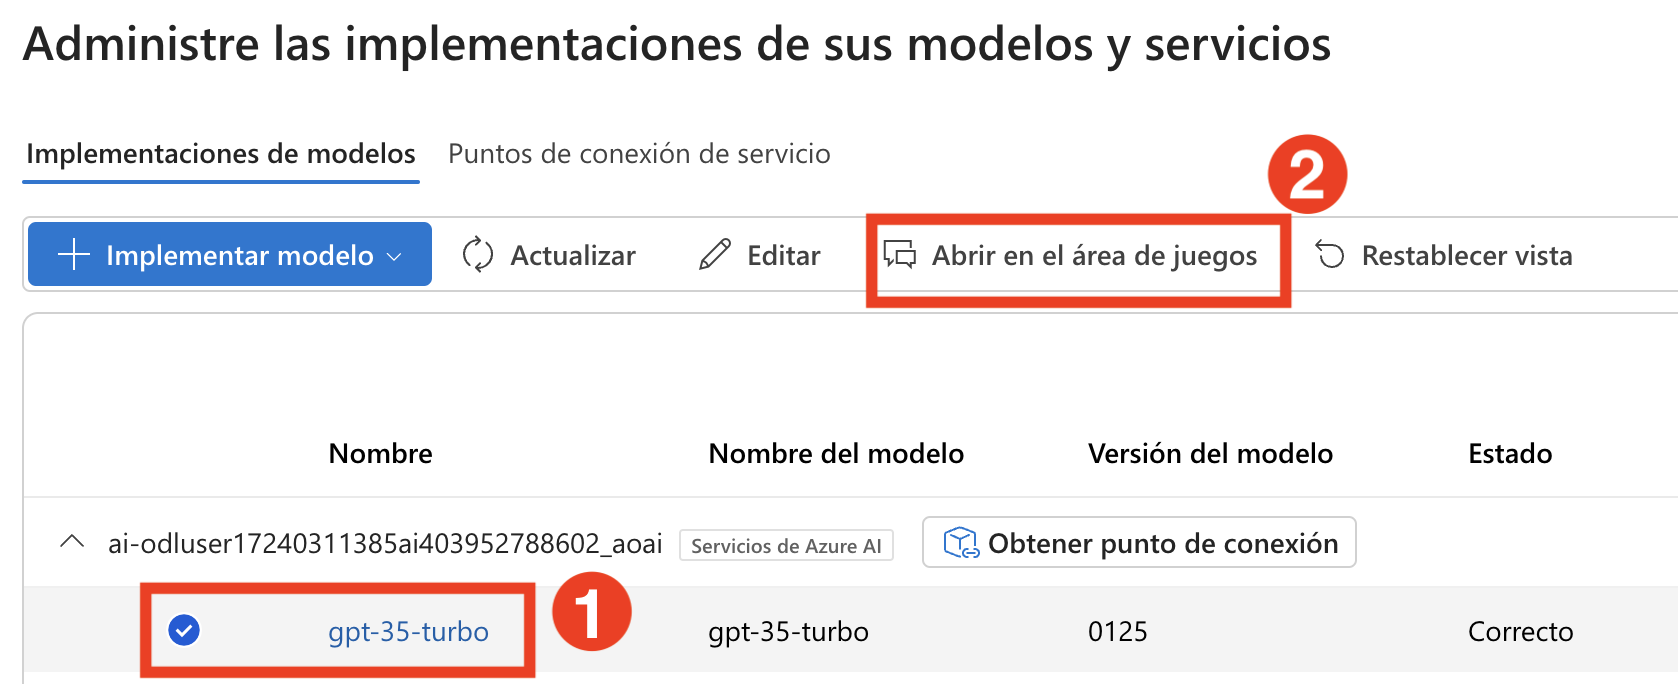 Administre las implementaciones de sus modelos y servicios
Implementaciones de modelos Puntos de conexión de servicio
2
Implementar modelo Actualizar Editar Abrir en el área de juegos Restablecer vista
Nombre Nombre del modelo Versión del modelo Estado
ai-odluser17240311385ai403952788602_aoai Servicios de Azure AI Obtener punto de conexión
gpt-35-turbo 1 gpt-35-turbo 0125 Correcto